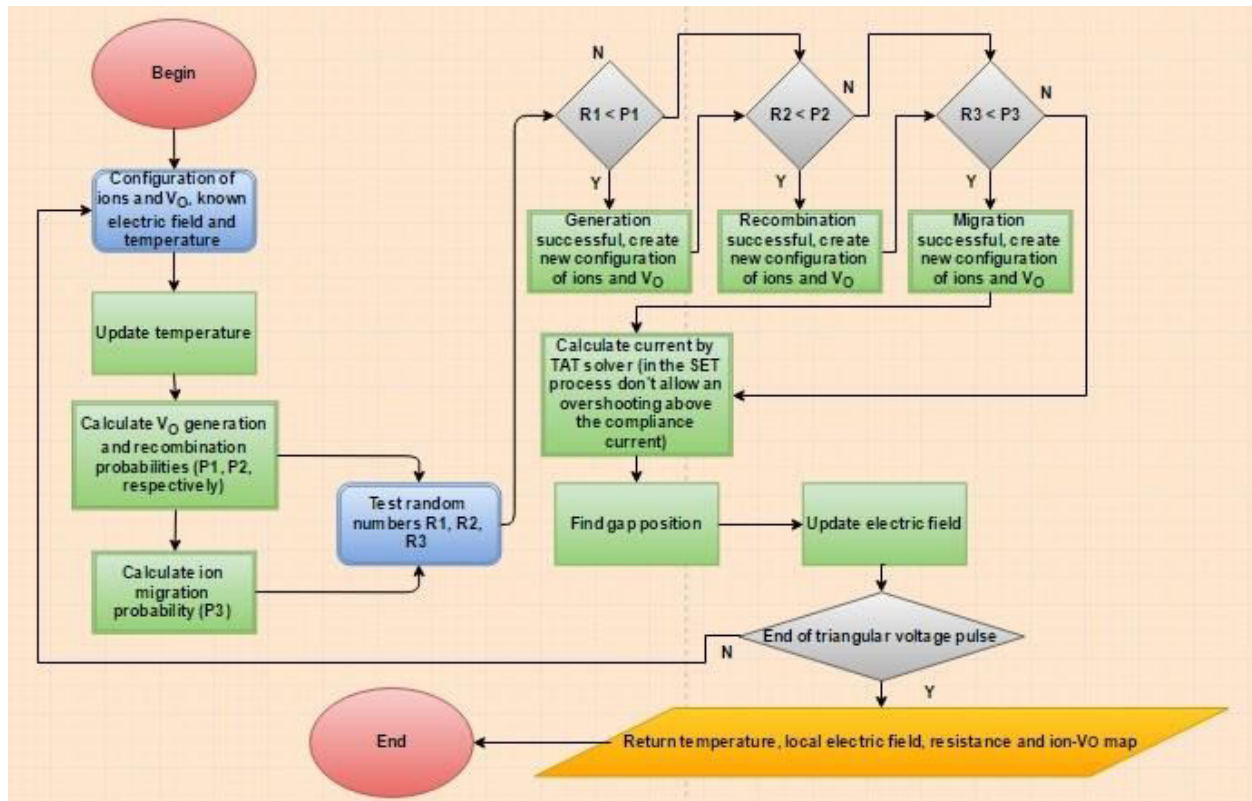 Begin
Configuration of
ions and VO, known
electric field and
temperature
Update temperature
Calculate VO generation
and recombination
probabilities (P1, P2,
respectively)
Calculate ion
migration
probability (P3)
Test random
numbers R1, R2,
R3
N
R1 < P1
Y
Generation
successful, create
new configuration
of ions and VO
R2 < P2
N
Y
Recombination
successful, create
new configuration
of ions and VO
R3 < P3
N
Y
Migration
successful, create
new configuration
of ions and VO
Calculate current by
TAT solver (in the SET
process don't allow an
overshooting above
the compliance
current)
Find gap position
Update electric field
End of triangular voltage pulse
N
Y
Return temperature, local electric field, resistance and ion-VO map
End